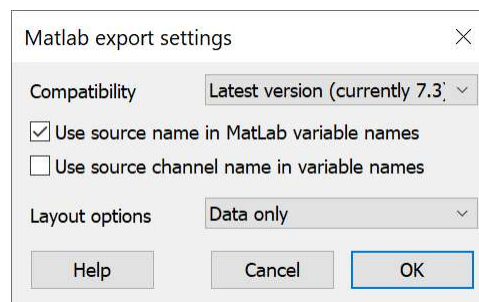 Matlab export settings
Compatibility Latest version (currently 7.3)
Use source name in MatLab variable names
Use source channel name in variable names
Layout options Data only
Help Cancel OK